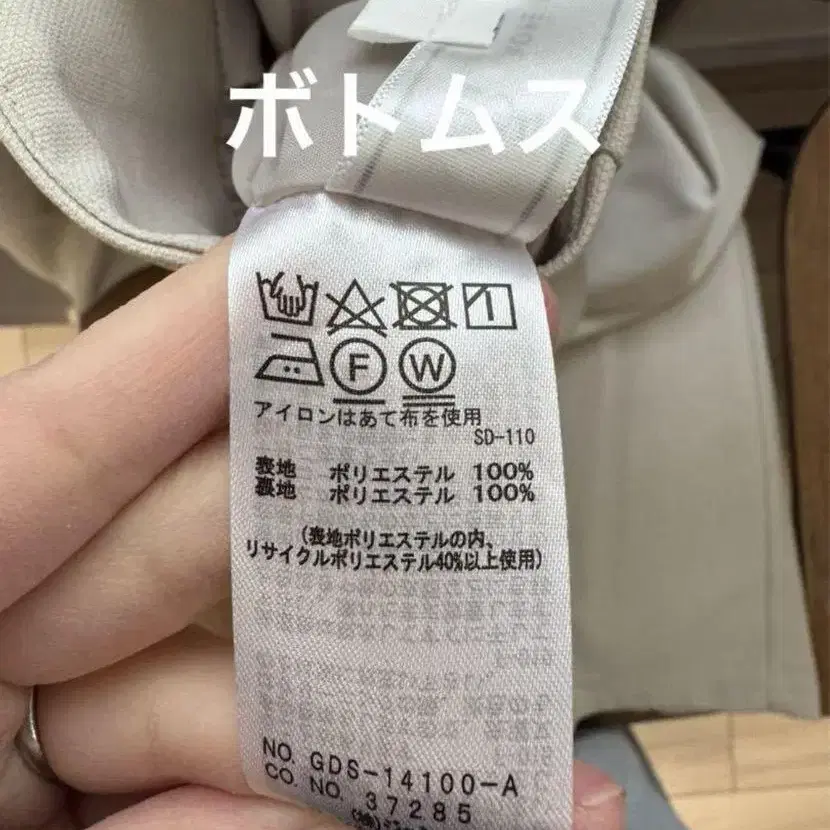 ボトムス
F W
アイロンはあて布を使用
SD-110
表地 ポリエステル 100%
裏地 ポリエステル 100%
(表地ポリエステルの内、
リサイクルポリエステル40%以上使用)
NO. GDS-14100-A
CO. NO. 37285